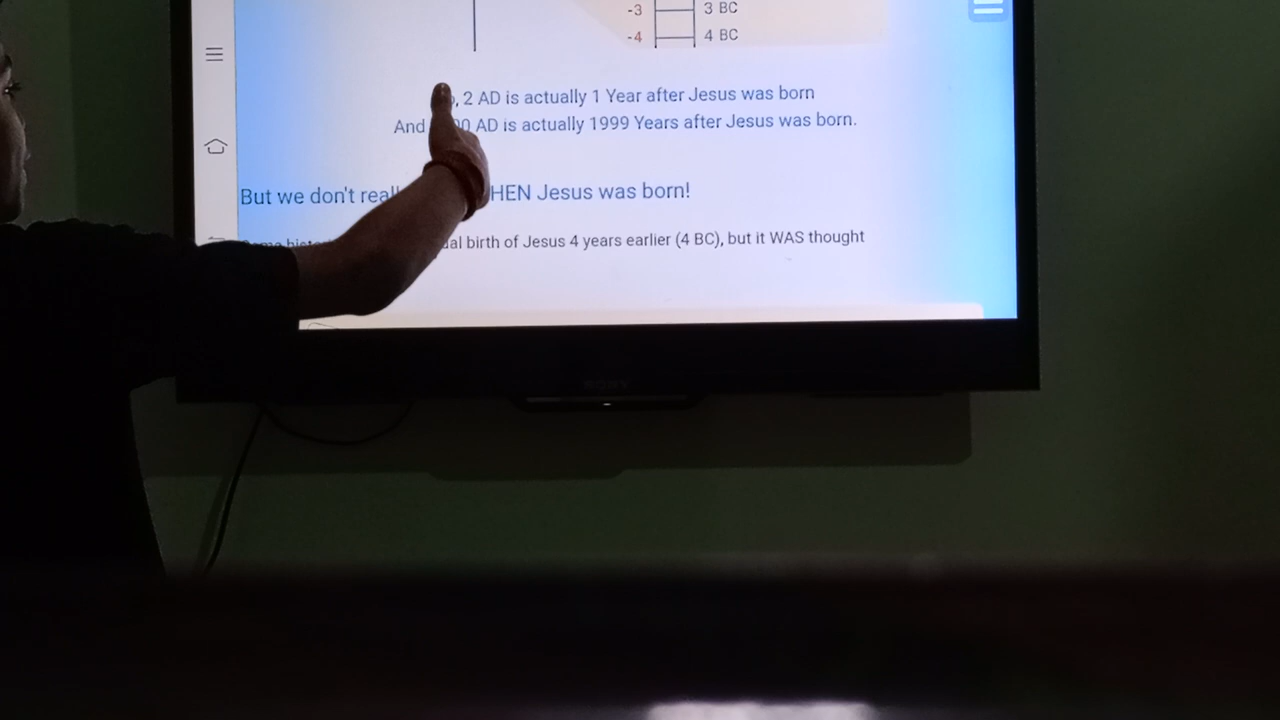 -3 3 BC
-4 4 BC
, 2 AD is actually 1 Year after Jesus was born
And AD is actually 1999 Years after Jesus was born.
But we don't HEN Jesus was born!
birth of Jesus 4 years earlier (4 BC), but it WAS thought
SONY